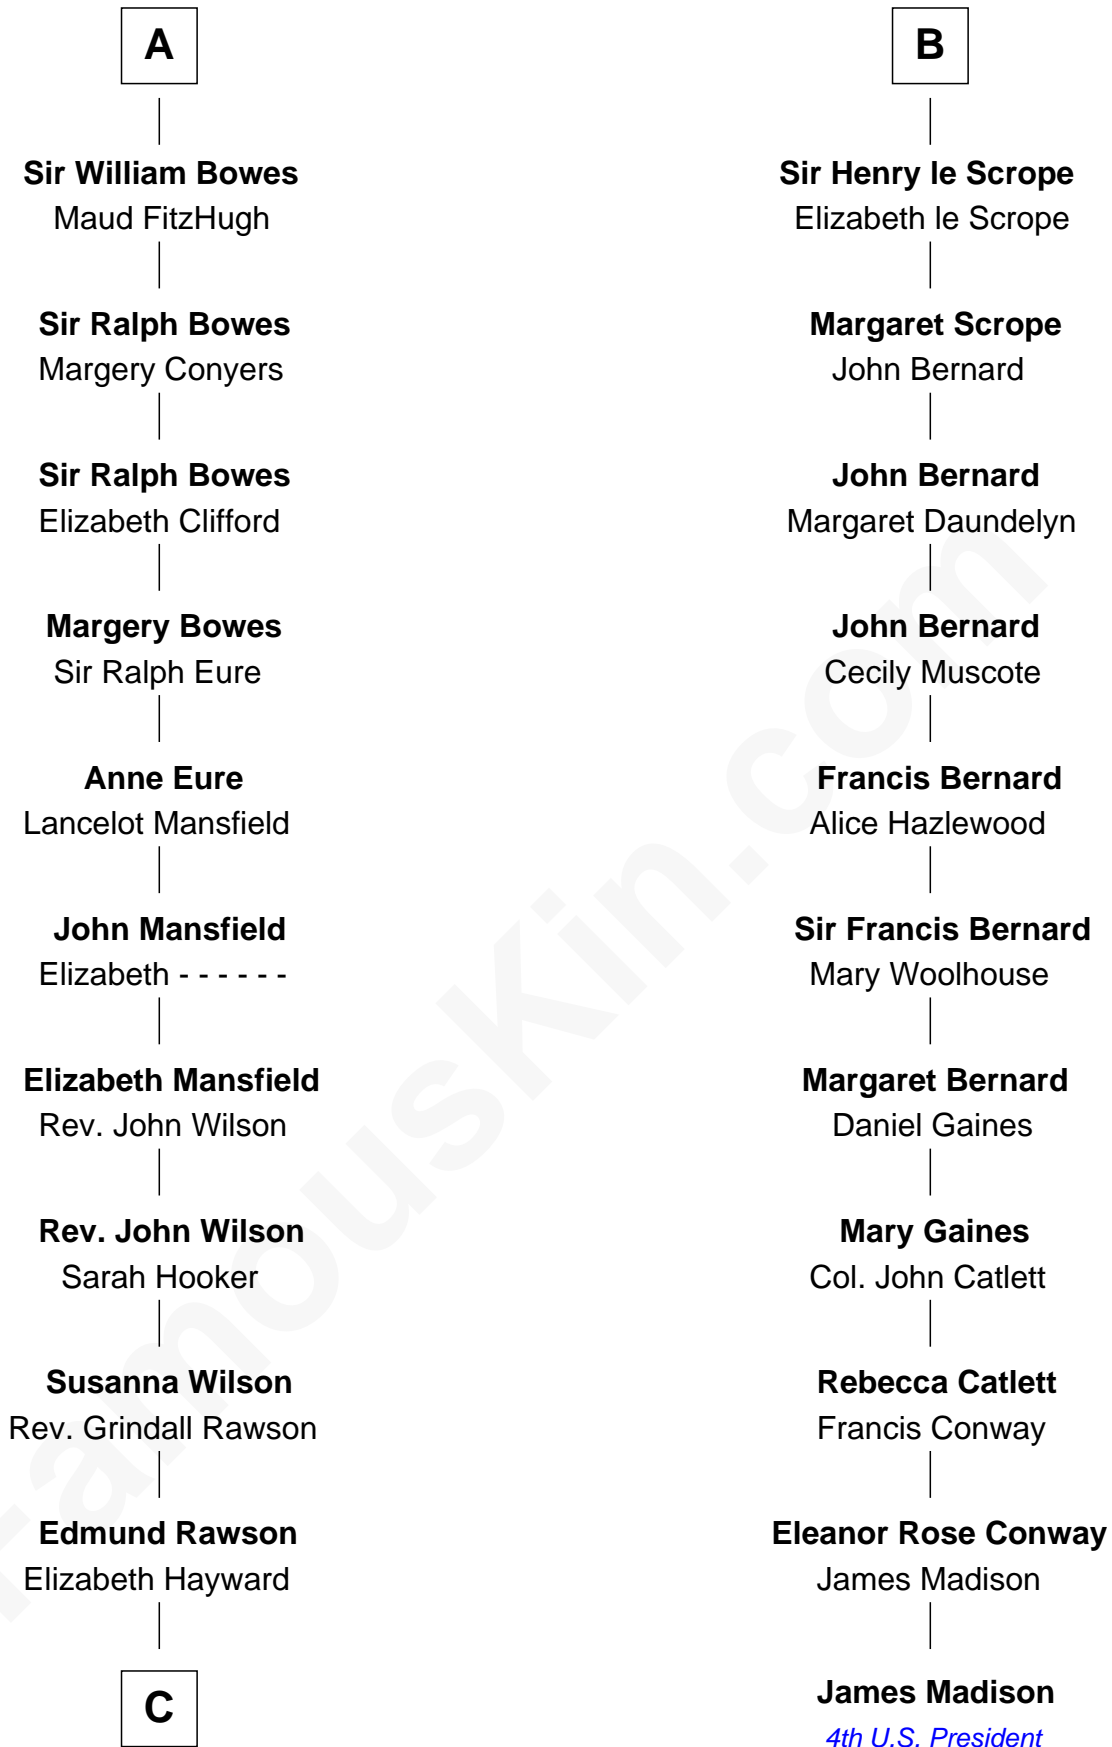 A
Sir William Bowes
Maud FitzHugh
Sir Ralph Bowes
Margery Conyers
Sir Ralph Bowes
Elizabeth Clifford
Margery Bowes
Sir Ralph Eure
Anne Eure
Lancelot Mansfield
John Mansfield
Elizabeth - - - - - -
Elizabeth Mansfield
Rev. John Wilson
Rev. John Wilson
Sarah Hooker
Susanna Wilson
Rev. Grindall Rawson
Edmund Rawson
Elizabeth Hayward
C
B
Sir Henry le Scrope
Elizabeth le Scrope
Margaret Scrope
John Bernard
John Bernard
Margaret Daundelyn
John Bernard
Cecily Muscote
Francis Bernard
Alice Hazlewood
Sir Francis Bernard
Mary Woolhouse
Margaret Bernard
Daniel Gaines
Mary Gaines
Col. John Catlett
Rebecca Catlett
Francis Conway
Eleanor Rose Conway
James Madison
James Madison
4th U.S. President
FamousKin.com